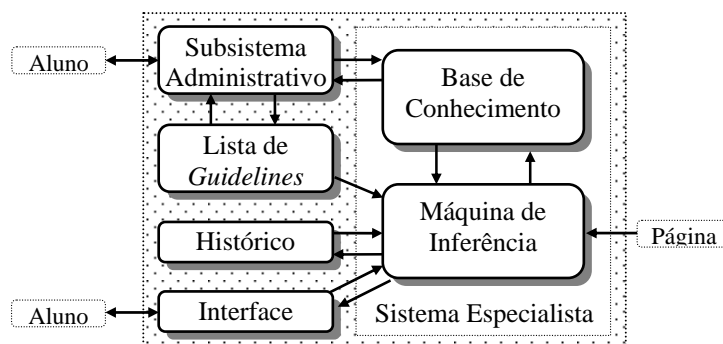 Aluno
Subsistema
Administrativo
Base de
Conhecimento
Lista de
Guidelines
Máquina de
Inferência
Histórico
Página
Aluno
Interface
Sistema Especialista